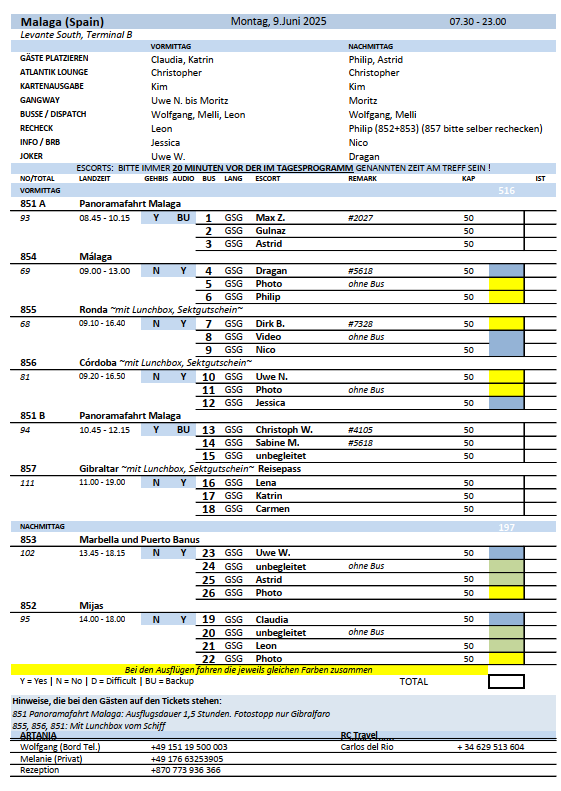 Malaga (Spain) Montag, 9.Juni 2025 07.30 - 23.00
Levante South, Terminal B
VORMITTAG NACHMITTAG
GÄSTE PLATZIEREN Claudia, Katrin Philip, Astrid
ATLANTIK LOUNGE Christopher Christopher
KARTENAUSGABE Kim Kim
GANGWAY Uwe N. bis Moritz Moritz
BUSSE / DISPATCH Wolfgang, Melli, Leon Wolfgang, Melli
RECHECK Leon Philip (852+853) (857 bitte selber rechecken)
INFO / BRB Jessica Nico
JOKER Uwe W. Dragan
ESCORTS: BITTE IMMER 20 MINUTEN VOR DER IM TAGESPROGRAMM GENANNTEN ZEIT AM TREFF SEIN !
NO/TOTAL LANDZEIT GEHBIS AUDIO BUS LANG ESCORT REMARK KAP IST
VORMITTAG 516
851 A Panoramafahrt Malaga
93 08.45 - 10.15 Y BU 1 GSG Max Z. #2027 50
2 GSG Gulnaz 50
3 GSG Astrid 50
854 Málaga
69 09.00 - 13.00 N Y 4 GSG Dragan #5618 50
5 GSG Photo ohne Bus
6 GSG Philip 50
855 Ronda ~mit Lunchbox, Sektgutschein~
68 09.10 - 16.40 N Y 7 GSG Dirk B. #7328 50
8 GSG Video ohne Bus
9 GSG Nico 50
856 Córdoba ~mit Lunchbox, Sektgutschein~
81 09.20 - 16.50 N Y 10 GSG Uwe N. 50
11 GSG Photo ohne Bus
12 GSG Jessica 50
851 B Panoramafahrt Malaga
94 10.45 - 12.15 Y BU 13 GSG Christoph W. #4105 50
14 GSG Sabine M. #5618 50
15 GSG unbegleitet 50
857 Gibraltar ~mit Lunchbox, Sektgutschein~ Reisepass
111 11.00 - 19.00 N Y 16 GSG Lena 50
17 GSG Katrin 50
18 GSG Carmen 50
NACHMITTAG 197
853 Marbella und Puerto Banus
102 13.45 - 18.15 N Y 23 GSG Uwe W. 50
24 GSG unbegleitet ohne Bus
25 GSG Astrid 50
26 GSG Photo 50
852 Mijas
95 14.00 - 18.00 N Y 19 GSG Claudia 50
20 GSG unbegleitet ohne Bus
21 GSG Leon 50
22 GSG Photo 50
Bei den Ausflügen fahren die jeweils gleichen Farben zusammen
Y = Yes | N = No | D = Difficult | BU = Backup TOTAL
Hinweise, die bei den Gästen auf den Tickets stehen:
851 Panoramafahrt Malaga: Ausflugsdauer 1,5 Stunden. Fotostopp nur Gibralfaro
855, 856, 851: Mit Lunchbox vom Schiff
ARTANIA RC Travel
Wolfgang (Bord Tel.) +49 151 19 500 003 Carlos del Rio + 34 629 513 604
Melanie (Privat) +49 176 63253905
Rezeption +870 773 936 366